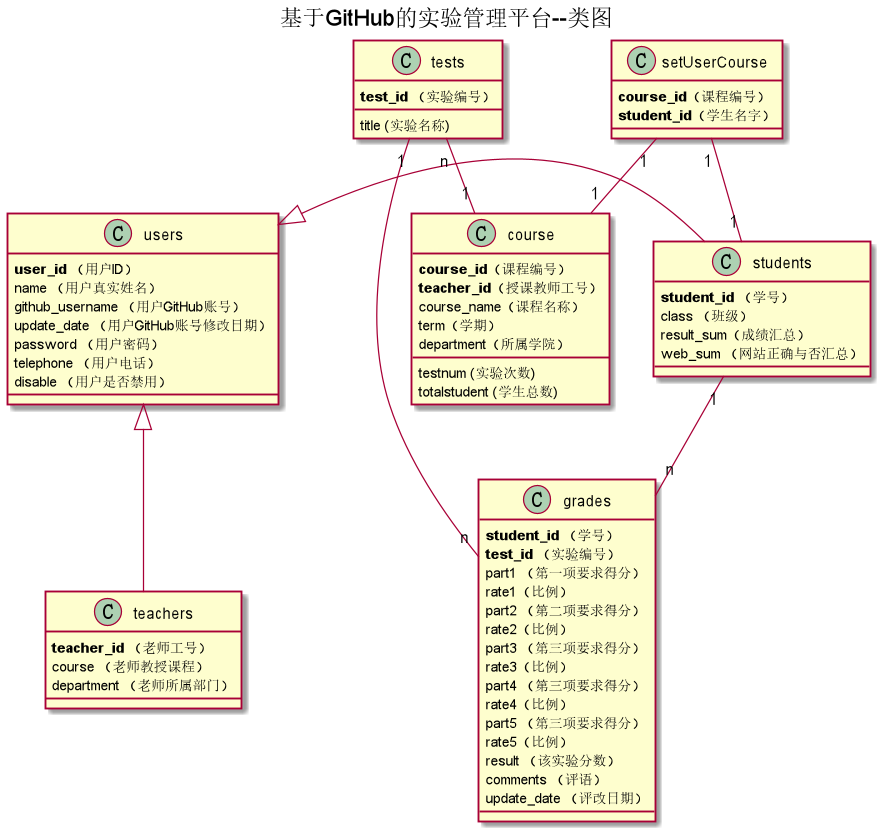 基于GitHub的实验管理平台--类图
C tests
test_id （实验编号）
title (实验名称)
C setUserCourse
course_id（课程编号）
student_id（学生名字）
1
n
1
1
1
1
1
C users
user_id （用户ID）
name （用户真实姓名）
github_username （用户GitHub账号）
update_date （用户GitHub账号修改日期）
password （用户密码）
telephone （用户电话）
disable （用户是否禁用）
C course
course_id（课程编号）
teacher_id（授课教师工号）
course_name（课程名称）
term（学期）
department（所属学院）
testnum (实验次数)
totalstudent (学生总数)
C students
student_id （学号）
class （班级）
result_sum（成绩汇总）
web_sum （网站正确与否汇总）
1
n
n
C teachers
teacher_id （老师工号）
course （老师教授课程）
department （老师所属部门）
C grades
student_id （学号）
test_id （实验编号）
part1 （第一项要求得分）
rate1（比例）
part2 （第二项要求得分）
rate2（比例）
part3 （第三项要求得分）
rate3（比例）
part4 （第三项要求得分）
rate4（比例）
part5 （第三项要求得分）
rate5（比例）
result （该实验分数）
comments （评语）
update_date （评改日期）